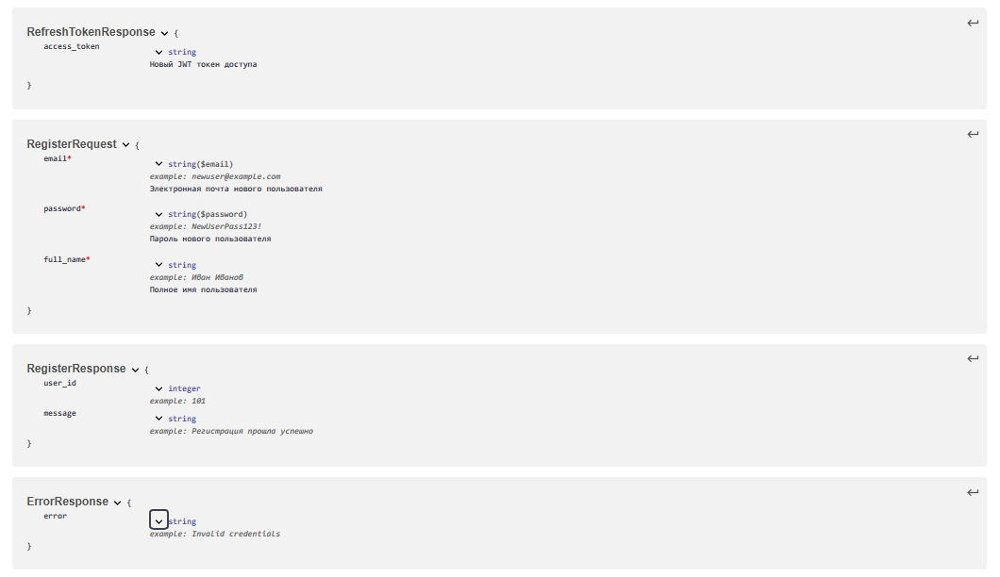 RefreshTokenResponse {
access_token
string
Новый JWT токен доступа
}
RegisterRequest {
email*
string($email)
example: newuser@example.com
Электронная почта нового пользователя
password*
string($password)
example: NewUserPass123!
Пароль нового пользователя
full_name*
string
example: Иван Иванов
Полное имя пользователя
}
RegisterResponse {
user_id
integer
example: 101
message
string
example: Регистрация прошла успешно
}
ErrorResponse {
error
string
example: Invalid credentials
}